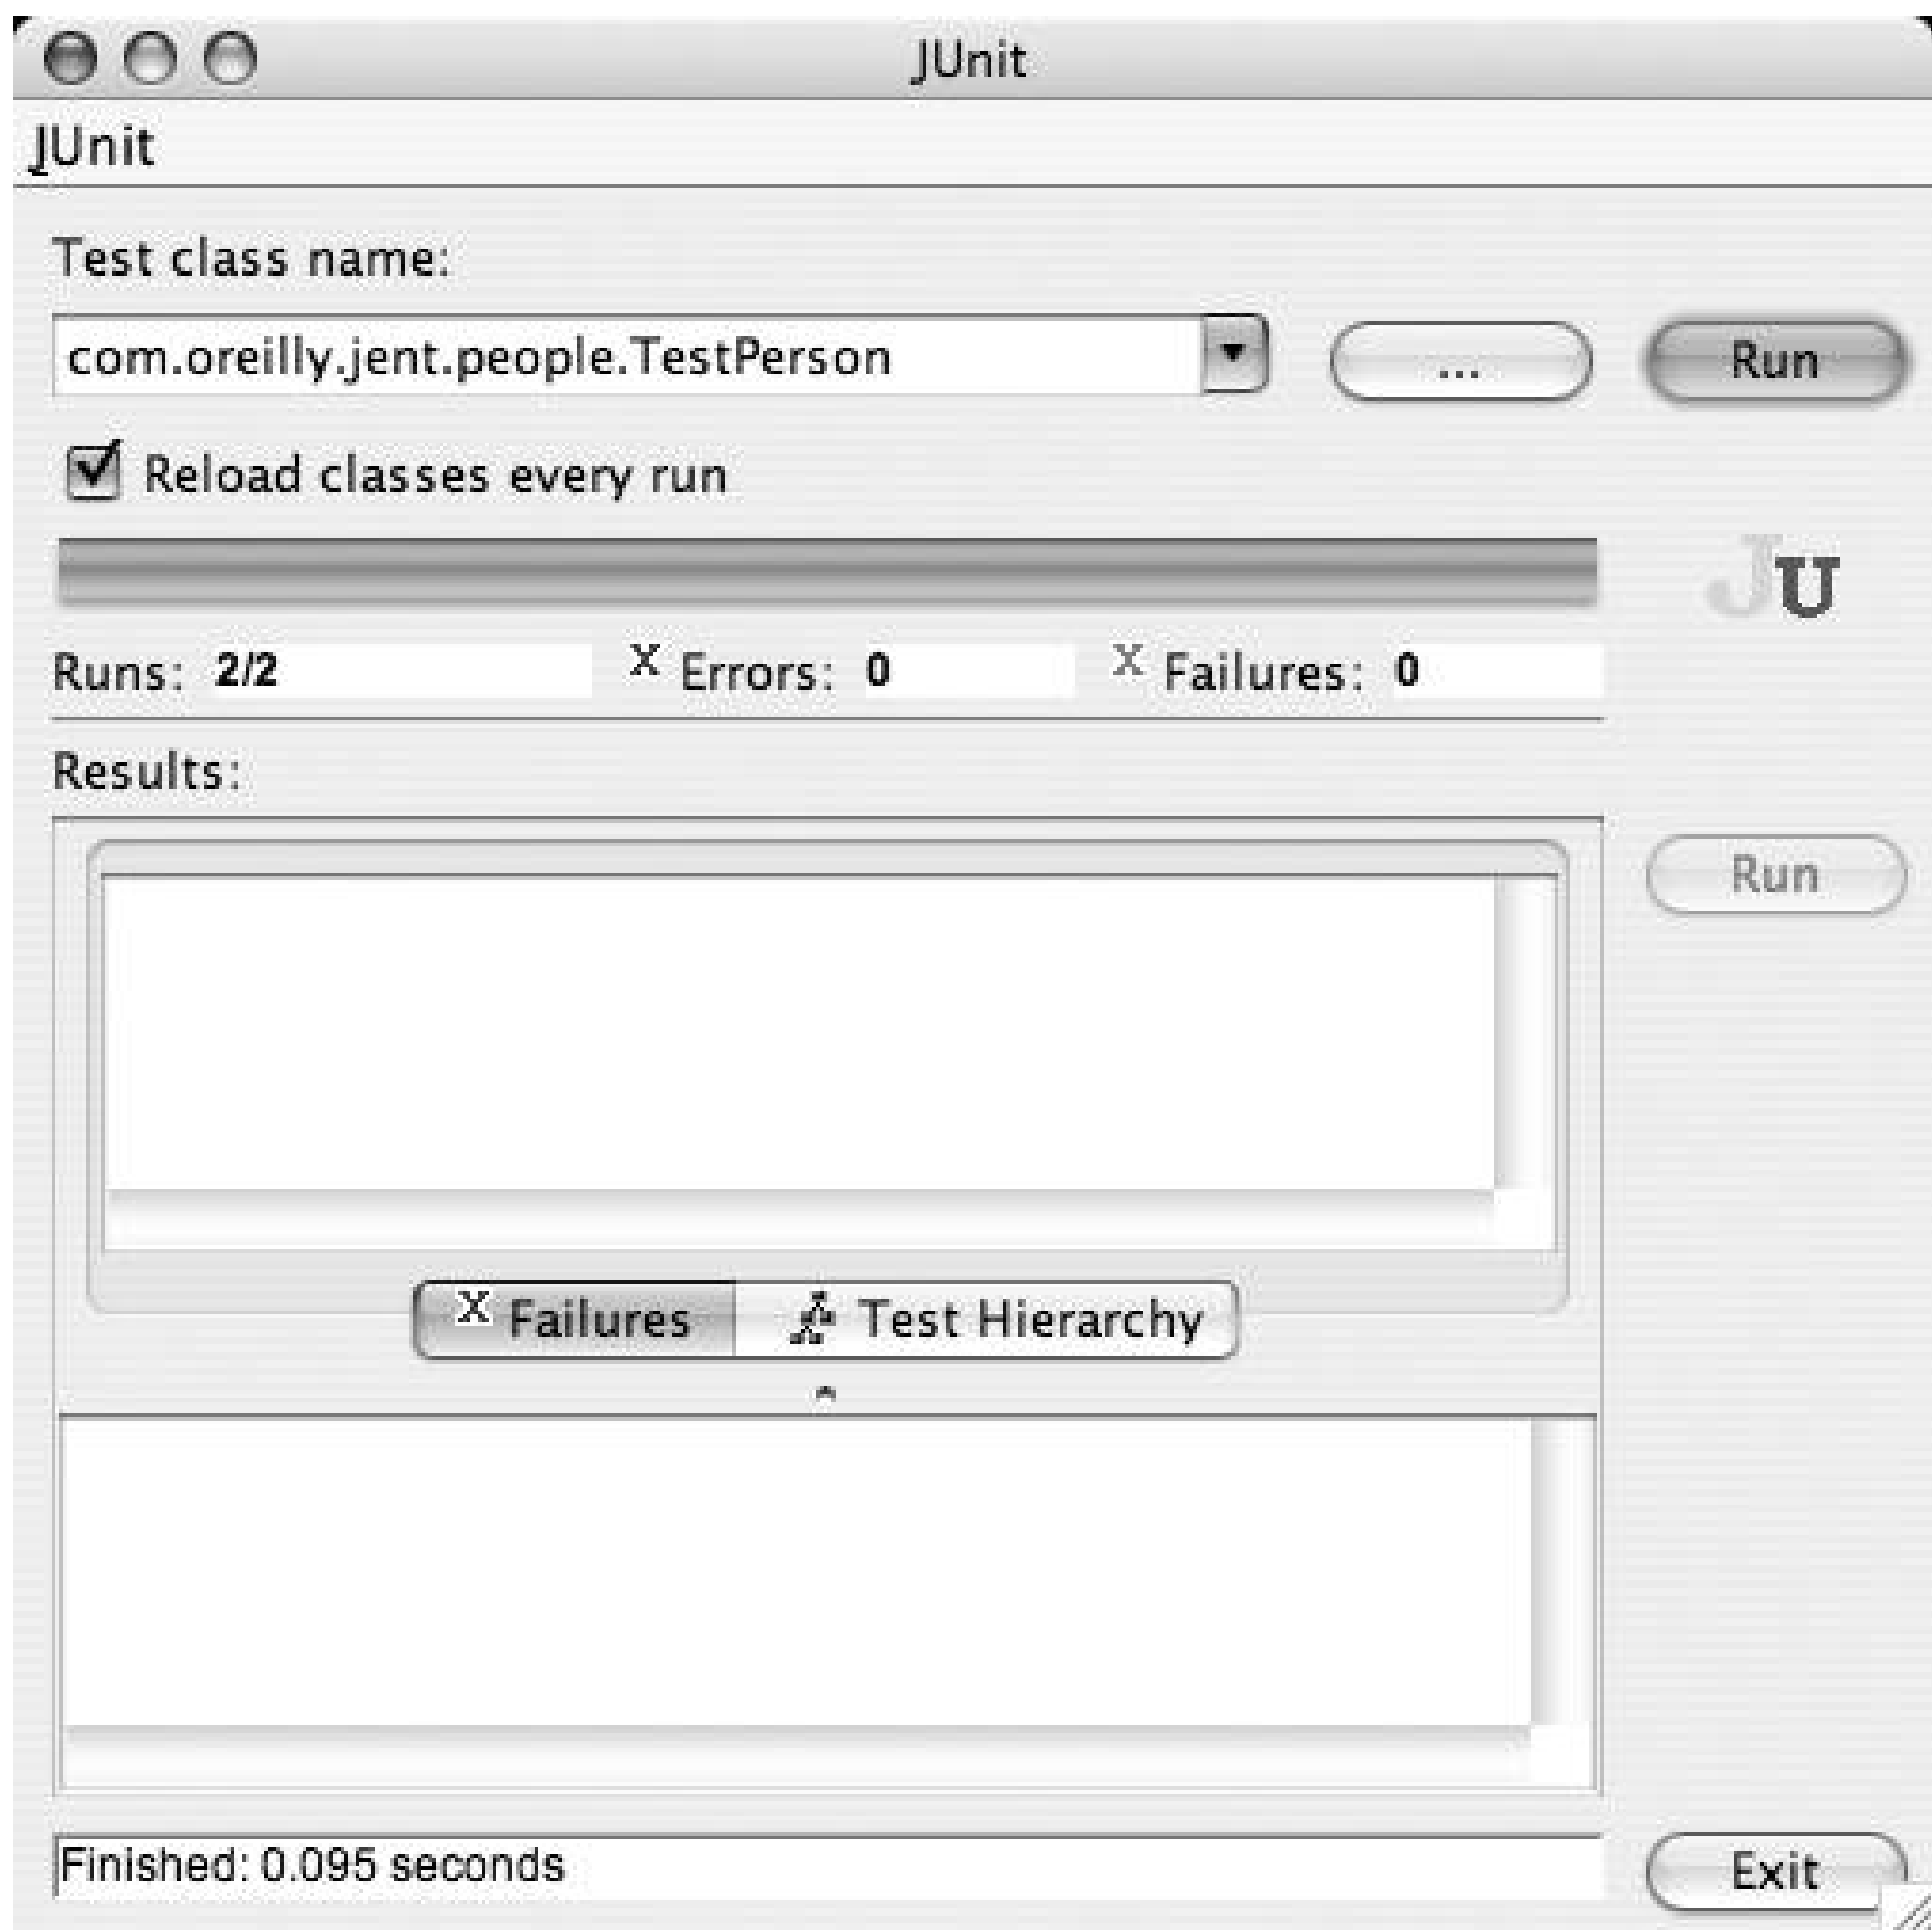 JUnit
JUnit
Test class name:
com.oreilly.jent.people.TestPerson
...
Run
Reload classes every run
JU
Runs: 2/2 X Errors: 0 X Failures: 0
Results:
Run
X Failures
Test Hierarchy
Finished: 0.095 seconds
Exit